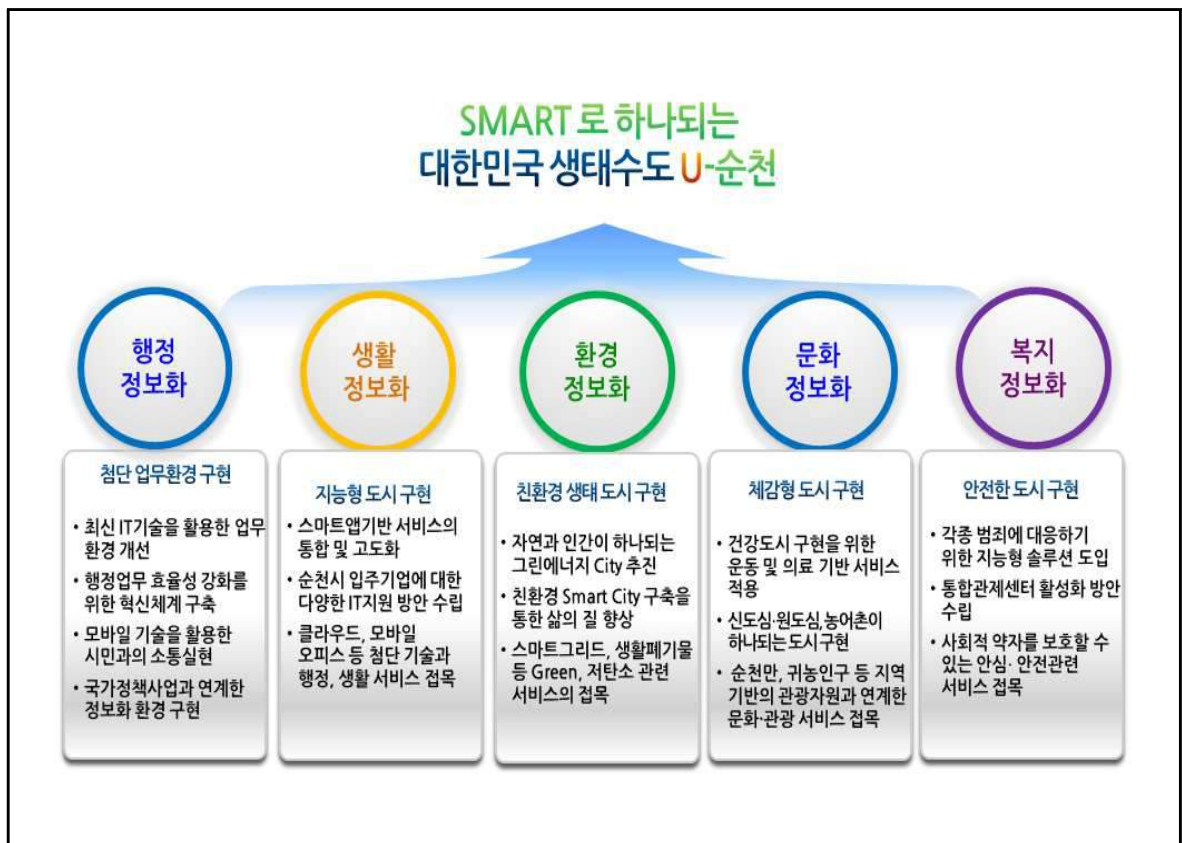 SMART 로 하나되는
대한민국 생태수도 U-순천
행정
정보화
생활
정보화
환경
정보화
문화
정보화
복지
정보화
첨단 업무환경 구현
• 최신 IT기술을 활용한 업무
환경 개선
• 행정업무 효율성 강화를
위한 혁신체계 구축
• 모바일 기술을 활용한
시민과의 소통실현
• 국가정책사업과 연계한
정보화 환경 구현
지능형 도시 구현
• 스마트앱기반 서비스의
통합 및 고도화
• 순천시 입주기업에 대한
다양한 IT지원 방안 수립
• 클라우드, 모바일
오피스 등 첨단 기술과
행정, 생활 서비스 접목
친환경 생태 도시 구현
• 자연과 인간이 하나되는
그린에너지 City 추진
• 친환경 Smart City 구축을
통한 삶의 질 향상
• 스마트그리드, 생활폐기물
등 Green, 저탄소 관련
서비스의 접목
체감형 도시 구현
• 건강도시 구현을 위한
운동 및 의료 기반 서비스
적용
• 신도심·원도심,농어촌이
하나되는 도시 구현
• 순천만, 귀농인구 등 지역
기반의 관광자원과 연계한
문화·관광 서비스 접목
안전한 도시 구현
• 각종 범죄에 대응하기
위한 지능형 솔루션 도입
• 통합관제센터 활성화 방안
수립
• 사회적 약자를 보호할 수
있는 안심· 안전관련
서비스 접목